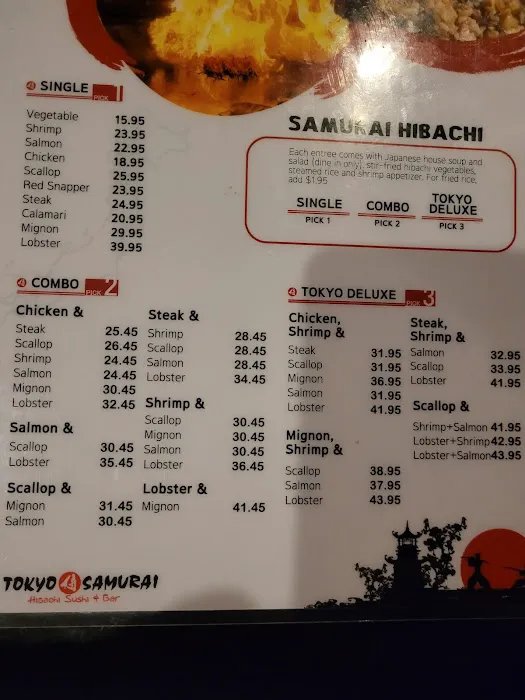 SINGLE PICK 1
Vegetable 15.95
Shrimp 23.95
Salmon 22.95
Chicken 18.95
Scallop 25.95
Red Snapper 23.95
Steak 24.95
Calamari 20.95
Mignon 29.95
Lobster 39.95
SAMURAI HIBACHI
Each entree comes with Japanese house soup and
salad (dine in only), stir-fried hibachi vegetables,
steamed rice and shrimp appetizer. For fried rice,
add $1.95
SINGLE
PICK 1
COMBO
PICK 2
TOKYO
DELUXE
PICK 3
COMBO PICK 2
Chicken &
Steak 25.45
Scallop 26.45
Shrimp 24.45
Salmon 24.45
Mignon 30.45
Lobster 32.45
Salmon &
Scallop 30.45
Lobster 35.45
Scallop &
Mignon 31.45
Salmon 30.45
Steak &
Shrimp 28.45
Scallop 28.45
Salmon 28.45
Lobster 34.45
Shrimp &
Scallop 30.45
Mignon 30.45
Salmon 30.45
Lobster 36.45
Lobster &
Mignon 41.45
TOKYO DELUXE PICK 3
Chicken,
Shrimp &
Steak 31.95
Scallop 31.95
Mignon 36.95
Salmon 31.95
Lobster 41.95
Mignon,
Shrimp &
Scallop 38.95
Salmon 37.95
Lobster 43.95
Steak,
Shrimp &
Salmon 32.95
Scallop 33.95
Lobster 41.95
Scallop &
Shrimp+Salmon 41.95
Lobster+Shrimp 42.95
Lobster+Salmon 43.95
TOKYO SAMURAI
Hibachi Sushi & Bar